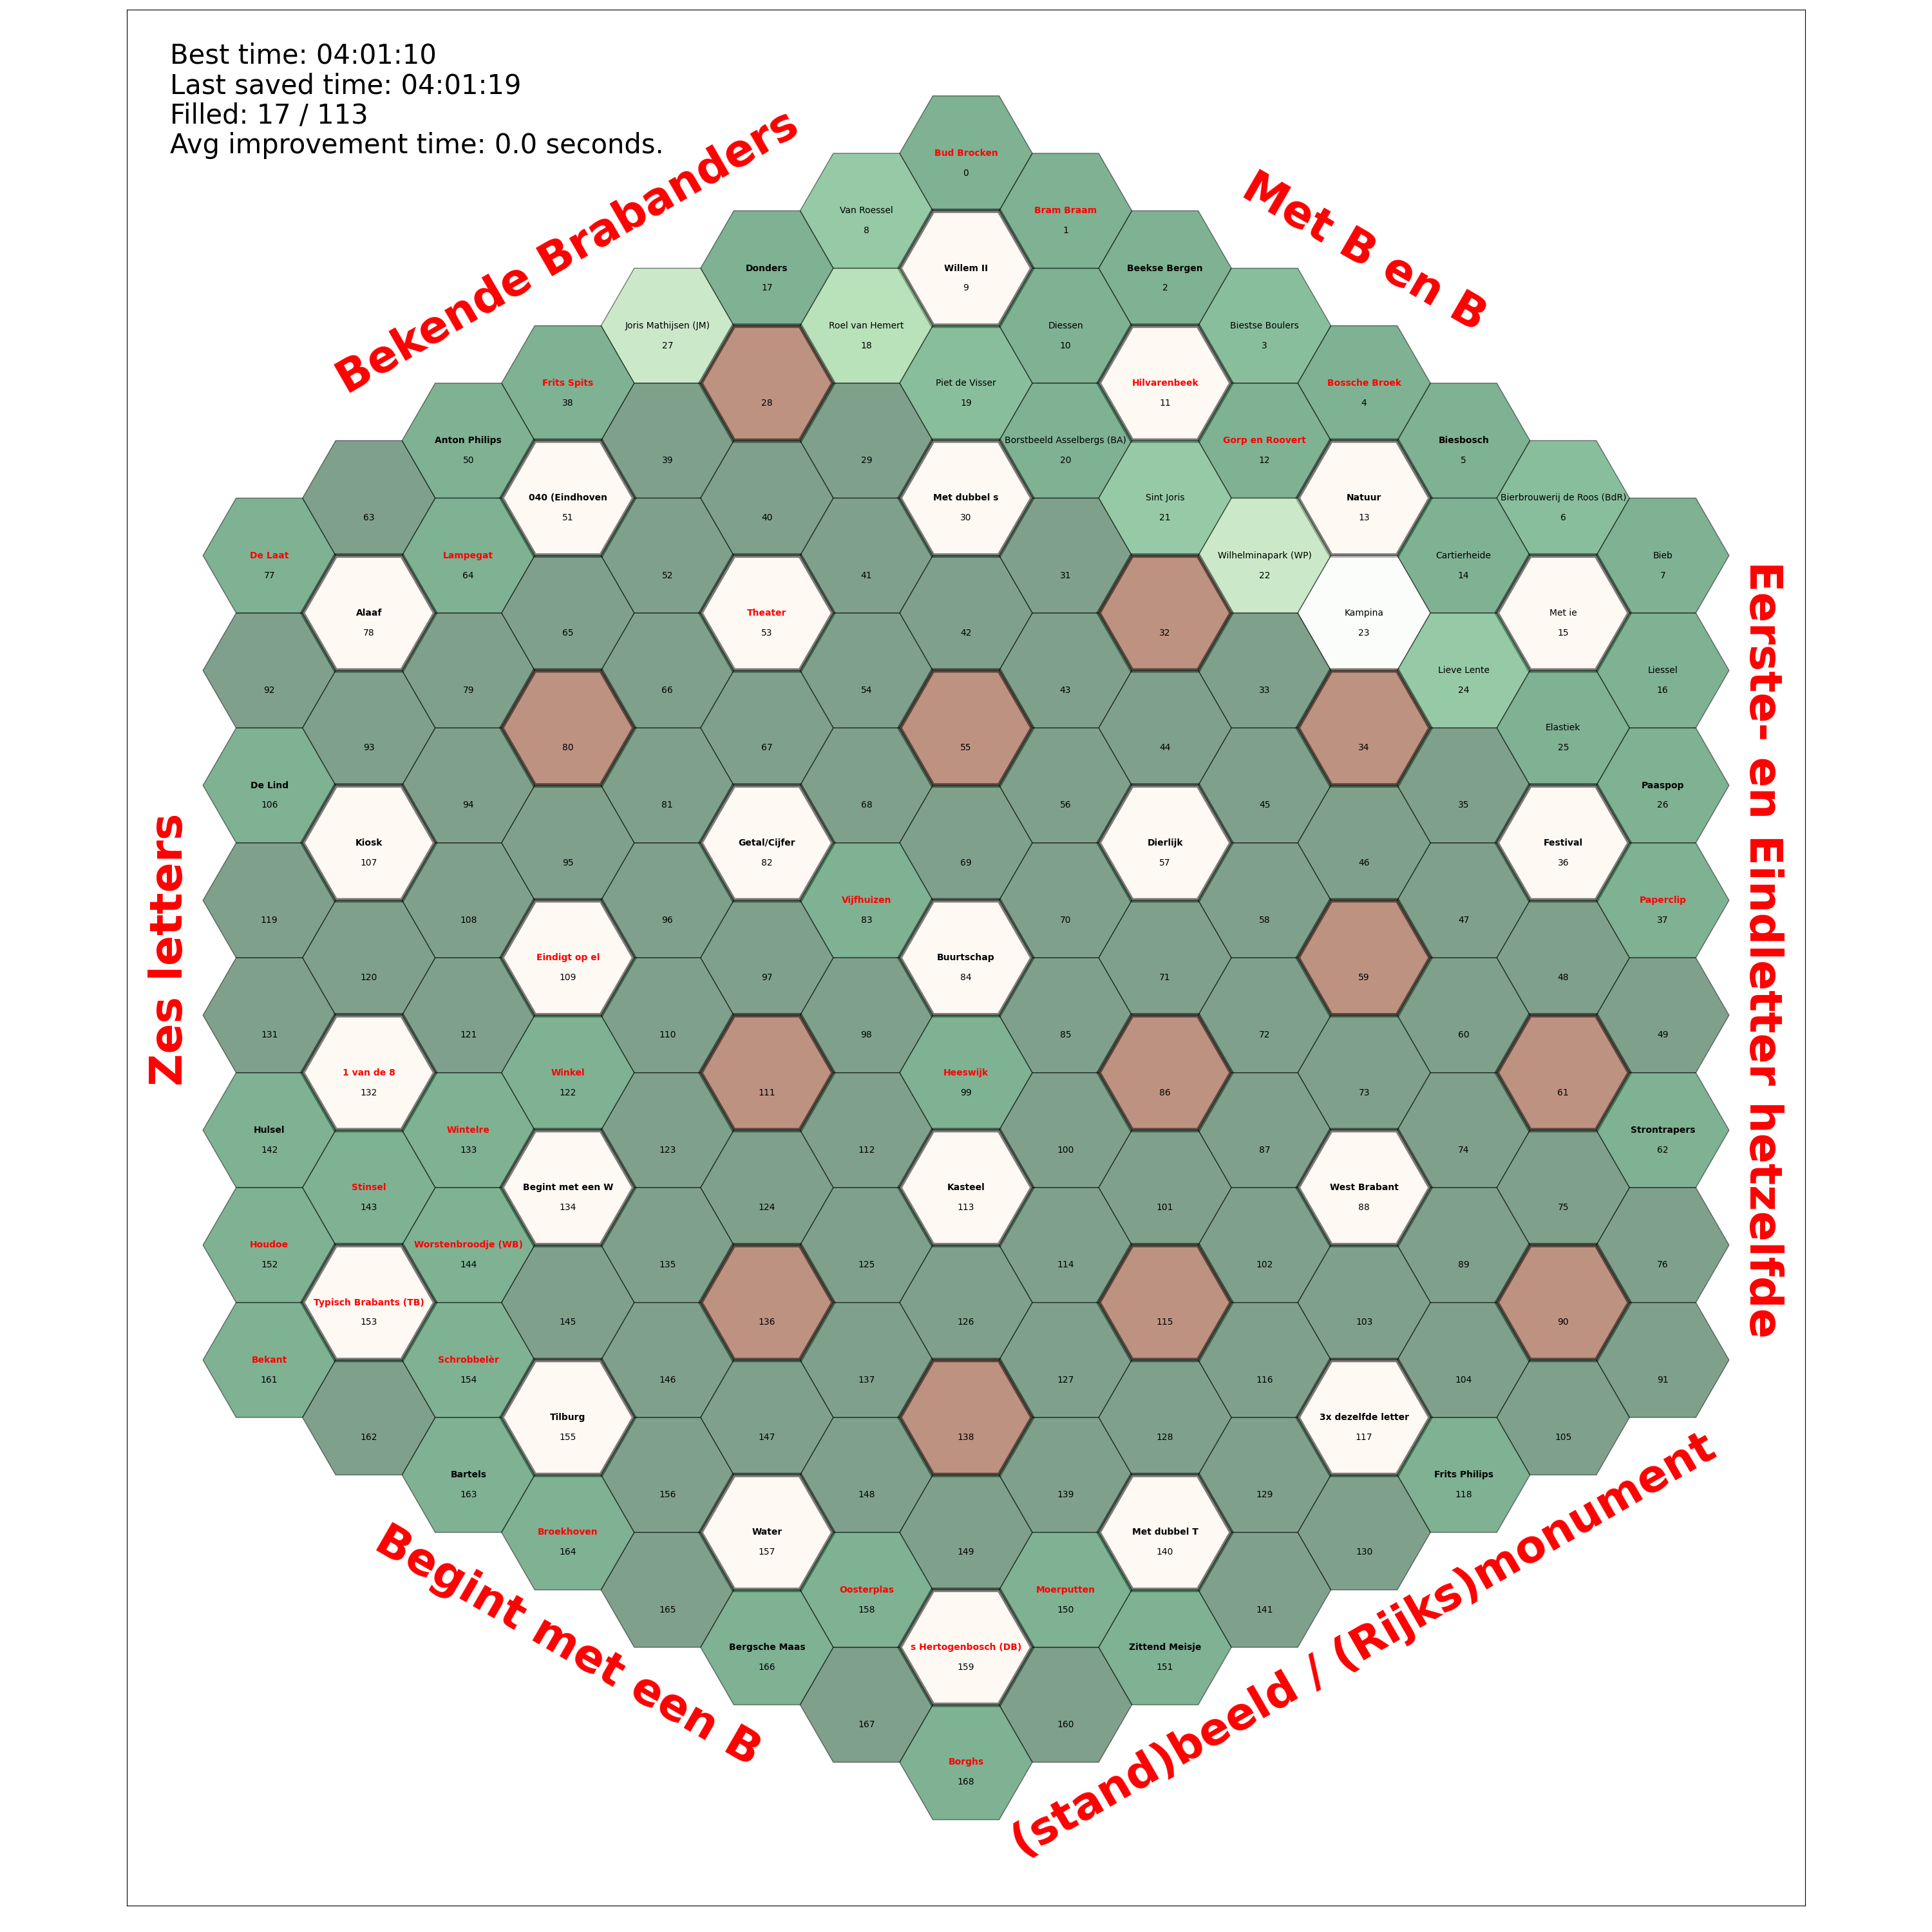 Best time: 04:01:10
Last saved time: 04:01:19
Filled: 17 / 113
Avg improvement time: 0.0 seconds.
Bekende Brabanders
Met B en B
Eerste- en Eindletter hetzelfde
(stand)beeld / (Rijks)monument
Begint met een B
Zes letters
Bud Brocken
0
Bram Braam
1
Beekse Bergen
2
Biestse Boulers
3
Bossche Broek
4
Biesbosch
5
Bierbrouwerij de Roos (BdR)
6
Bieb
7
Van Roessel
8
Willem II
9
Diessen
10
Hilvarenbeek
11
Gorp en Roovert
12
Natuur
13
Cartierheide
14
Met ie
15
Liessel
16
Donders
17
Roel van Hemert
18
Piet de Visser
19
Borstbeeld Asselbergs (BA)
20
Sint Joris
21
Wilhelminapark (WP)
22
Kampina
23
Lieve Lente
24
Elastiek
25
Paaspop
26
Joris Mathijsen (JM)
27
28
29
Met dubbel s
30
31
32
33
34
35
Festival
36
Paperclip
37
Frits Spits
38
39
40
41
42
43
44
45
46
47
48
49
Anton Philips
50
040 (Eindhoven
51
52
Theater
53
54
55
56
Dierlijk
57
58
59
60
61
Strontrapers
62
63
Lampegat
64
65
66
67
68
69
70
71
72
73
74
75
76
De Laat
77
Alaaf
78
79
80
81
Getal/Cijfer
82
Vijfhuizen
83
Buurtschap
84
85
86
87
West Brabant
88
89
90
91
92
93
94
95
96
97
98
Heeswijk
99
100
101
102
103
104
105
De Lind
106
Kiosk
107
108
Eindigt op el
109
110
111
112
Kasteel
113
114
115
116
3x dezelfde letter
117
Frits Philips
118
119
120
121
Winkel
122
123
124
125
126
127
128
129
130
131
1 van de 8
132
Wintelre
133
Begint met een W
134
135
136
137
138
139
Met dubbel T
140
141
Hulsel
142
Stinsel
143
Worstenbroodje (WB)
144
145
146
147
148
149
Moerputten
150
Zittend Meisje
151
Houdoe
152
Typisch Brabants (TB)
153
Schrobbelèr
154
Tilburg
155
156
Water
157
Oosterplas
158
s Hertogenbosch (DB)
159
160
Bekant
161
162
Bartels
163
Broekhoven
164
165
Bergsche Maas
166
167
Borghs
168